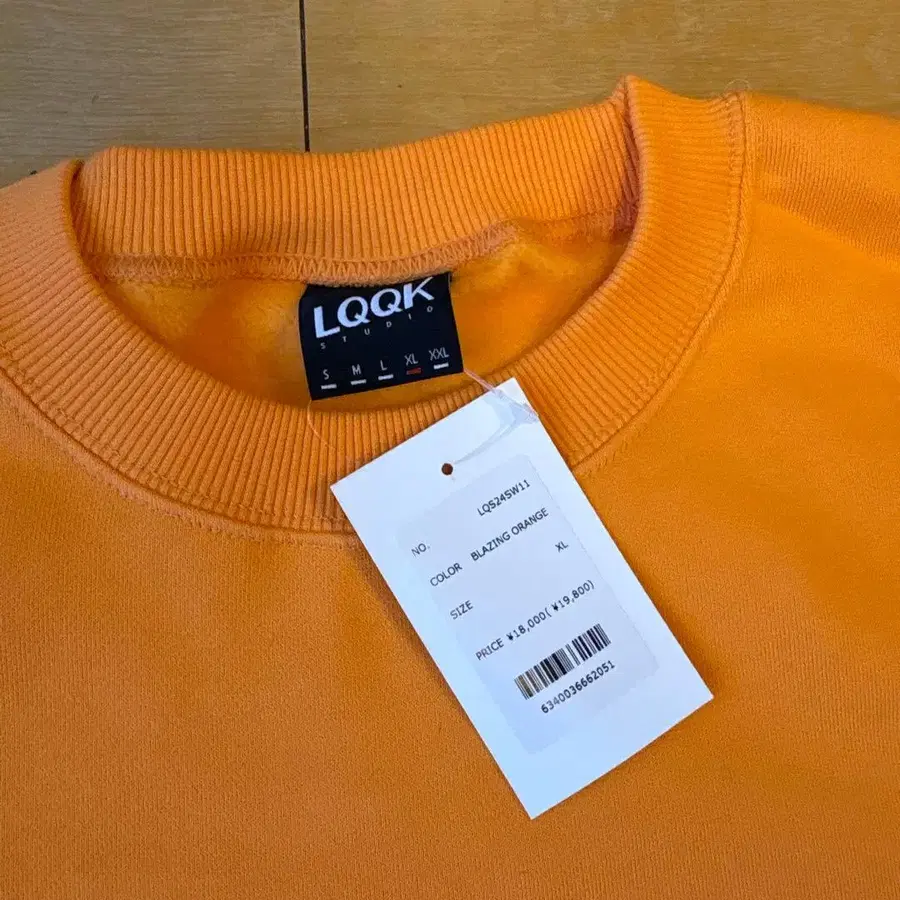 LQQK
STUDIO
S M L XL XXL
NO. LQS24SW11
COLOR BLAZING ORANGE
SIZE XL
PRICE ¥18,000( ¥19,800)
6340036662051